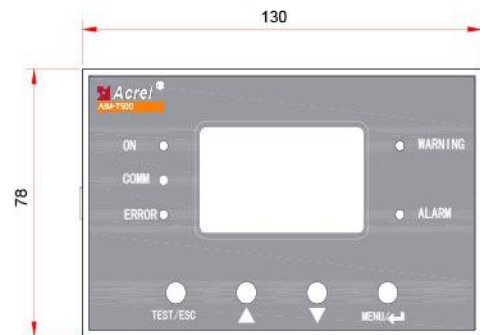 130
78
Acrel®
AIM-T500
ON
WARNING
COMM
ERROR
ALARM
TEST/ESC
MENU/↵